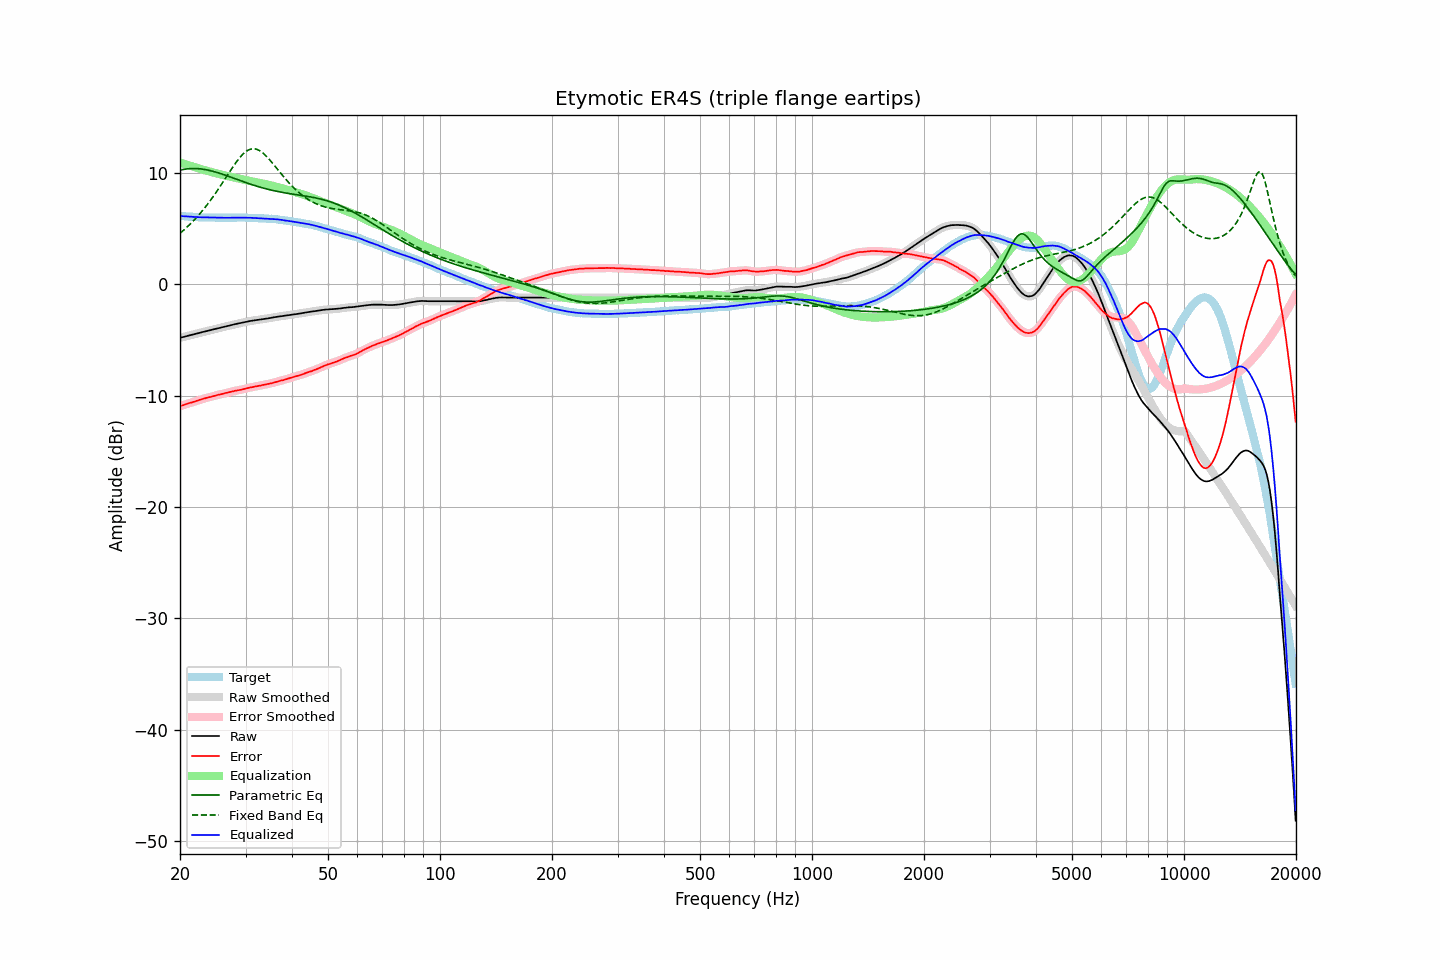 Etymotic ER4S (triple flange eartips)
10
0
−10
−20
−30
−40
−50
Amplitude (dBr)
Target
Raw Smoothed
Error Smoothed
Raw
Error
Equalization
Parametric Eq
Fixed Band Eq
Equalized
20 50 100 200 500 1000 2000 5000 10000 20000
Frequency (Hz)